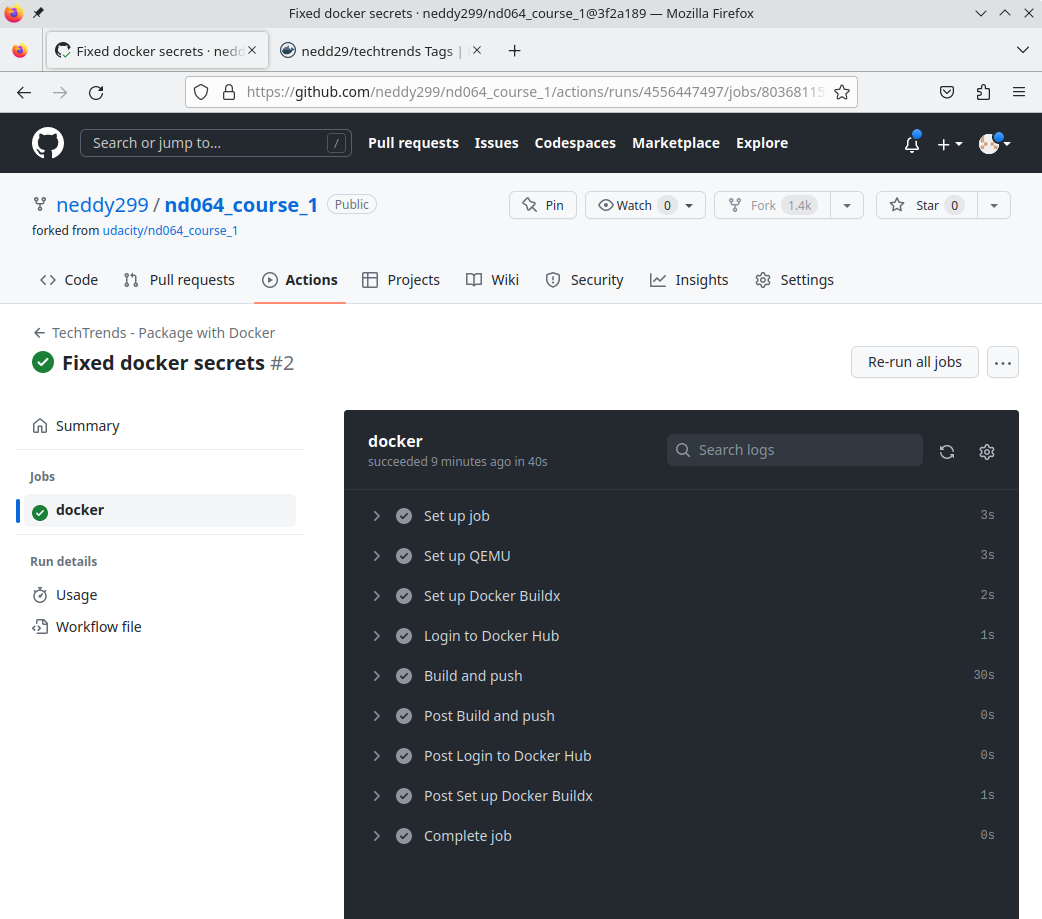 Fixed docker secrets · neddy299/nd064_course_1@3f2a189 — Mozilla Firefox
Fixed docker secrets · nedd
nedd29/techtrends Tags |
https://github.com/neddy299/nd064_course_1/actions/runs/4556447497/jobs/80368115
Search or jump to... / Pull requests Issues Codespaces Marketplace Explore
neddy299 / nd064_course_1 Public Pin Watch 0 Fork 1.4k Star 0
forked from udacity/nd064_course_1
Code Pull requests Actions Projects Wiki Security Insights Settings
TechTrends - Package with Docker
Fixed docker secrets #2
Re-run all jobs
Summary
Jobs
docker
Run details
Usage
Workflow file
docker
succeeded 9 minutes ago in 40s
Search logs
Set up job 3s
Set up QEMU 3s
Set up Docker Buildx 2s
Login to Docker Hub 1s
Build and push 30s
Post Build and push 0s
Post Login to Docker Hub 0s
Post Set up Docker Buildx 1s
Complete job 0s